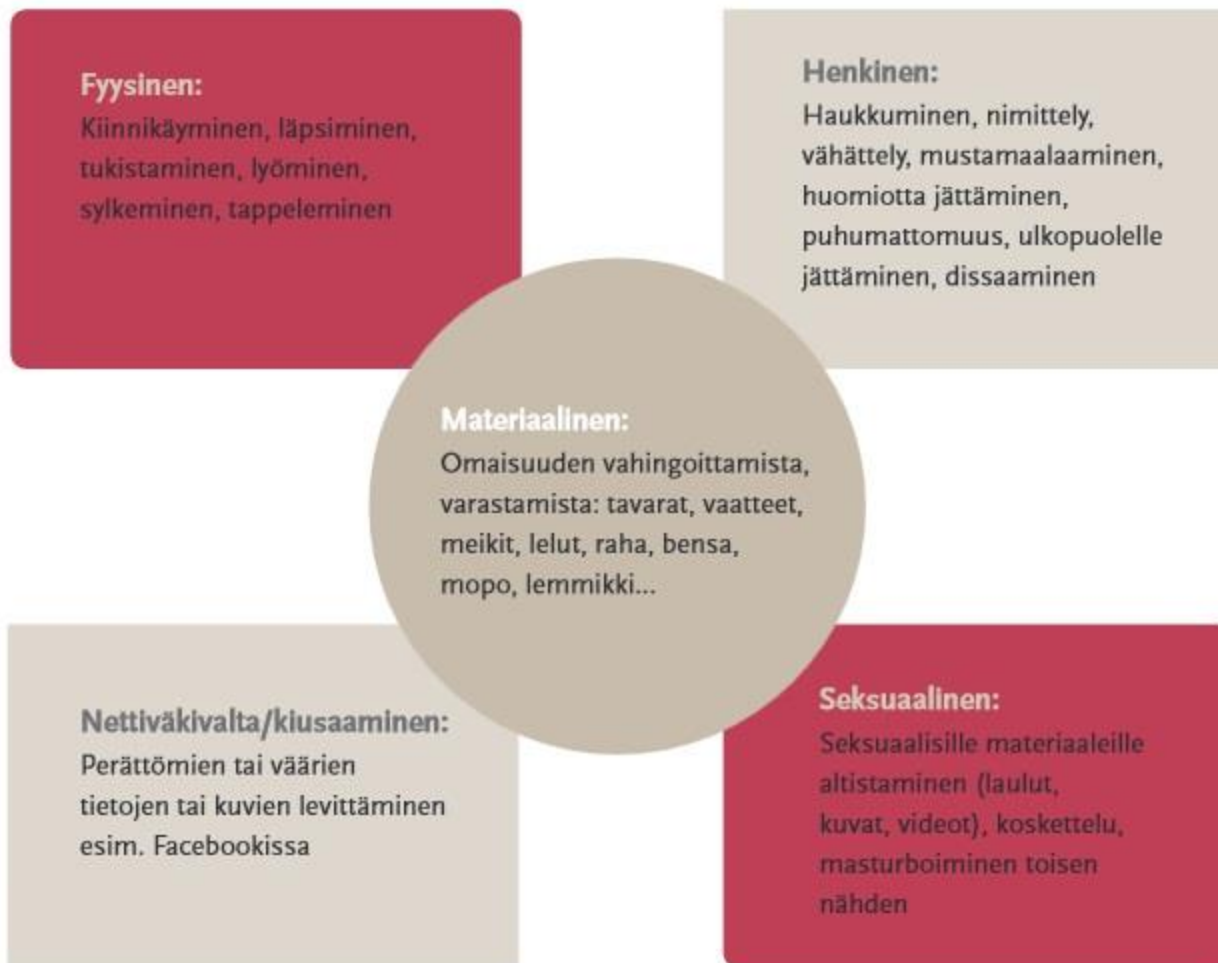 Fyysinen:
Kiinnikäyminen, läpsiminen,
tukistaminen, lyöminen,
sylkeminen, tappeleminen
Henkinen:
Haukkuminen, nimittely,
vähättely, mustamaalaaminen,
huomiotta jättäminen,
puhumattomuus, ulkopuolelle
jättäminen, dissaaminen
Materiaalinen:
Omaisuuden vahingoittamista,
varastamista: tavarat, vaatteet,
meikit, lelut, raha, bensa,
mopo, lemmikki...
Nettiväkivalta/kiusaaminen:
Perättömien tai väärien
tietojen tai kuvien levittäminen
esim. Facebookissa
Seksuaalinen:
Seksuaalisille materiaaleille
altistaminen (laulut,
kuvat, videot), koskettelu,
masturboiminen toisen
nähden